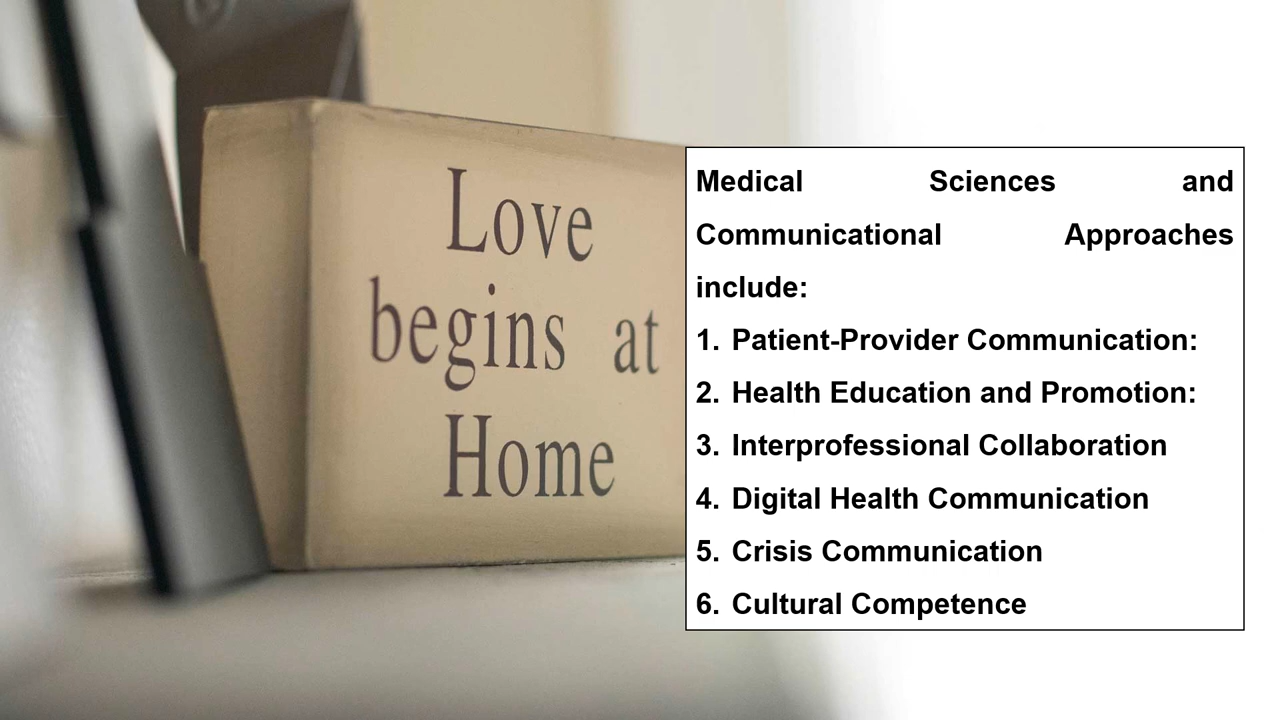 Love
begins at
Home
Medical Sciences and
Communicational Approaches
include:
1. Patient-Provider Communication:
2. Health Education and Promotion:
3. Interprofessional Collaboration
4. Digital Health Communication
5. Crisis Communication
6. Cultural Competence